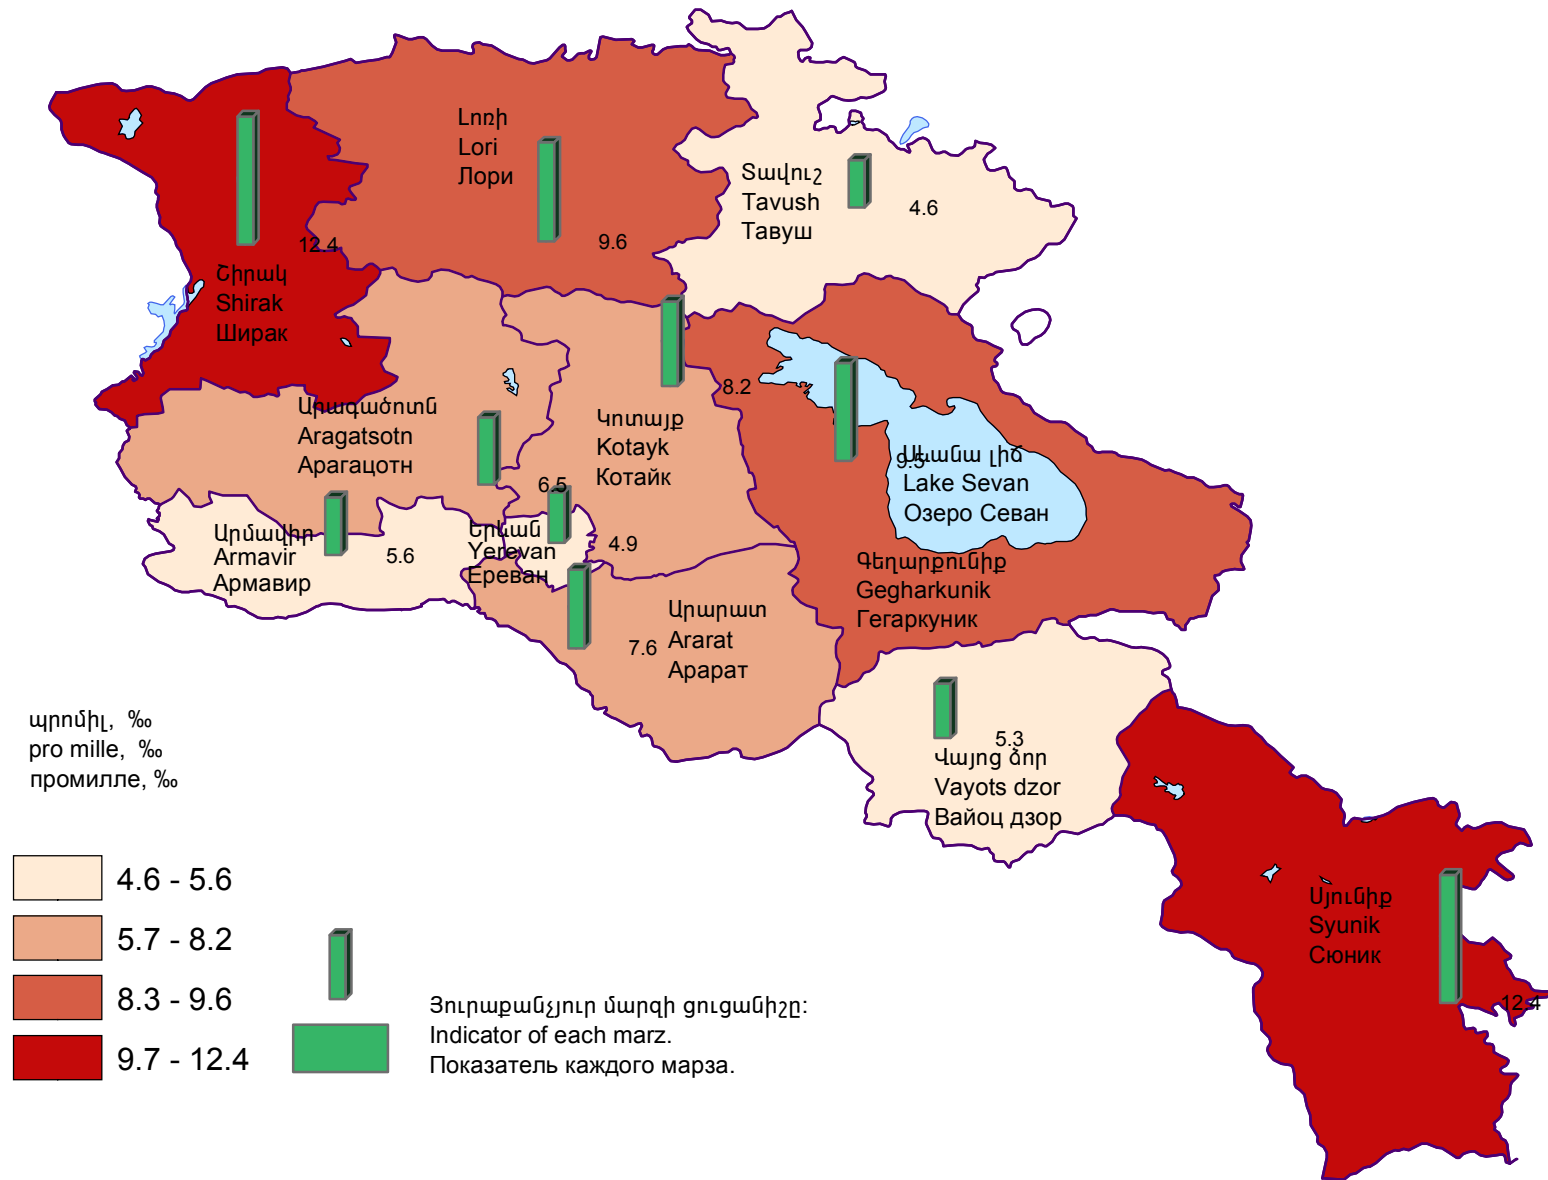 Լոռի
Lori
Лори
9.6
Տավուշ
Tavush
Тавуш
4.6
12.4
Շիրակ
Shirak
Ширак
8.2
Արագածոտն
Aragatsotn
Арагацотн
6.5
Կոտայք
Kotayk
Котайк
Սևանա լիճ
Lake Sevan
Озеро Севан
9.5
Արմավիր
Armavir
Армавир
5.6
Երևան
Yerevan
Ереван
4.9
Գեղարքունիք
Gegharkunik
Гегаркуник
Արարատ
Ararat
Арарат
7.6
5.3
Վայոց ձոր
Vayots dzor
Вайоц дзор
Սյունիք
Syunik
Сюник
12.4
պրոմիլ, ‰
pro mille, ‰
промилле, ‰
4.6 - 5.6
5.7 - 8.2
8.3 - 9.6
9.7 - 12.4
Յուրաքանչյուր մարզի ցուցանիշը:
Indicator of each marz.
Показатель каждого марза.